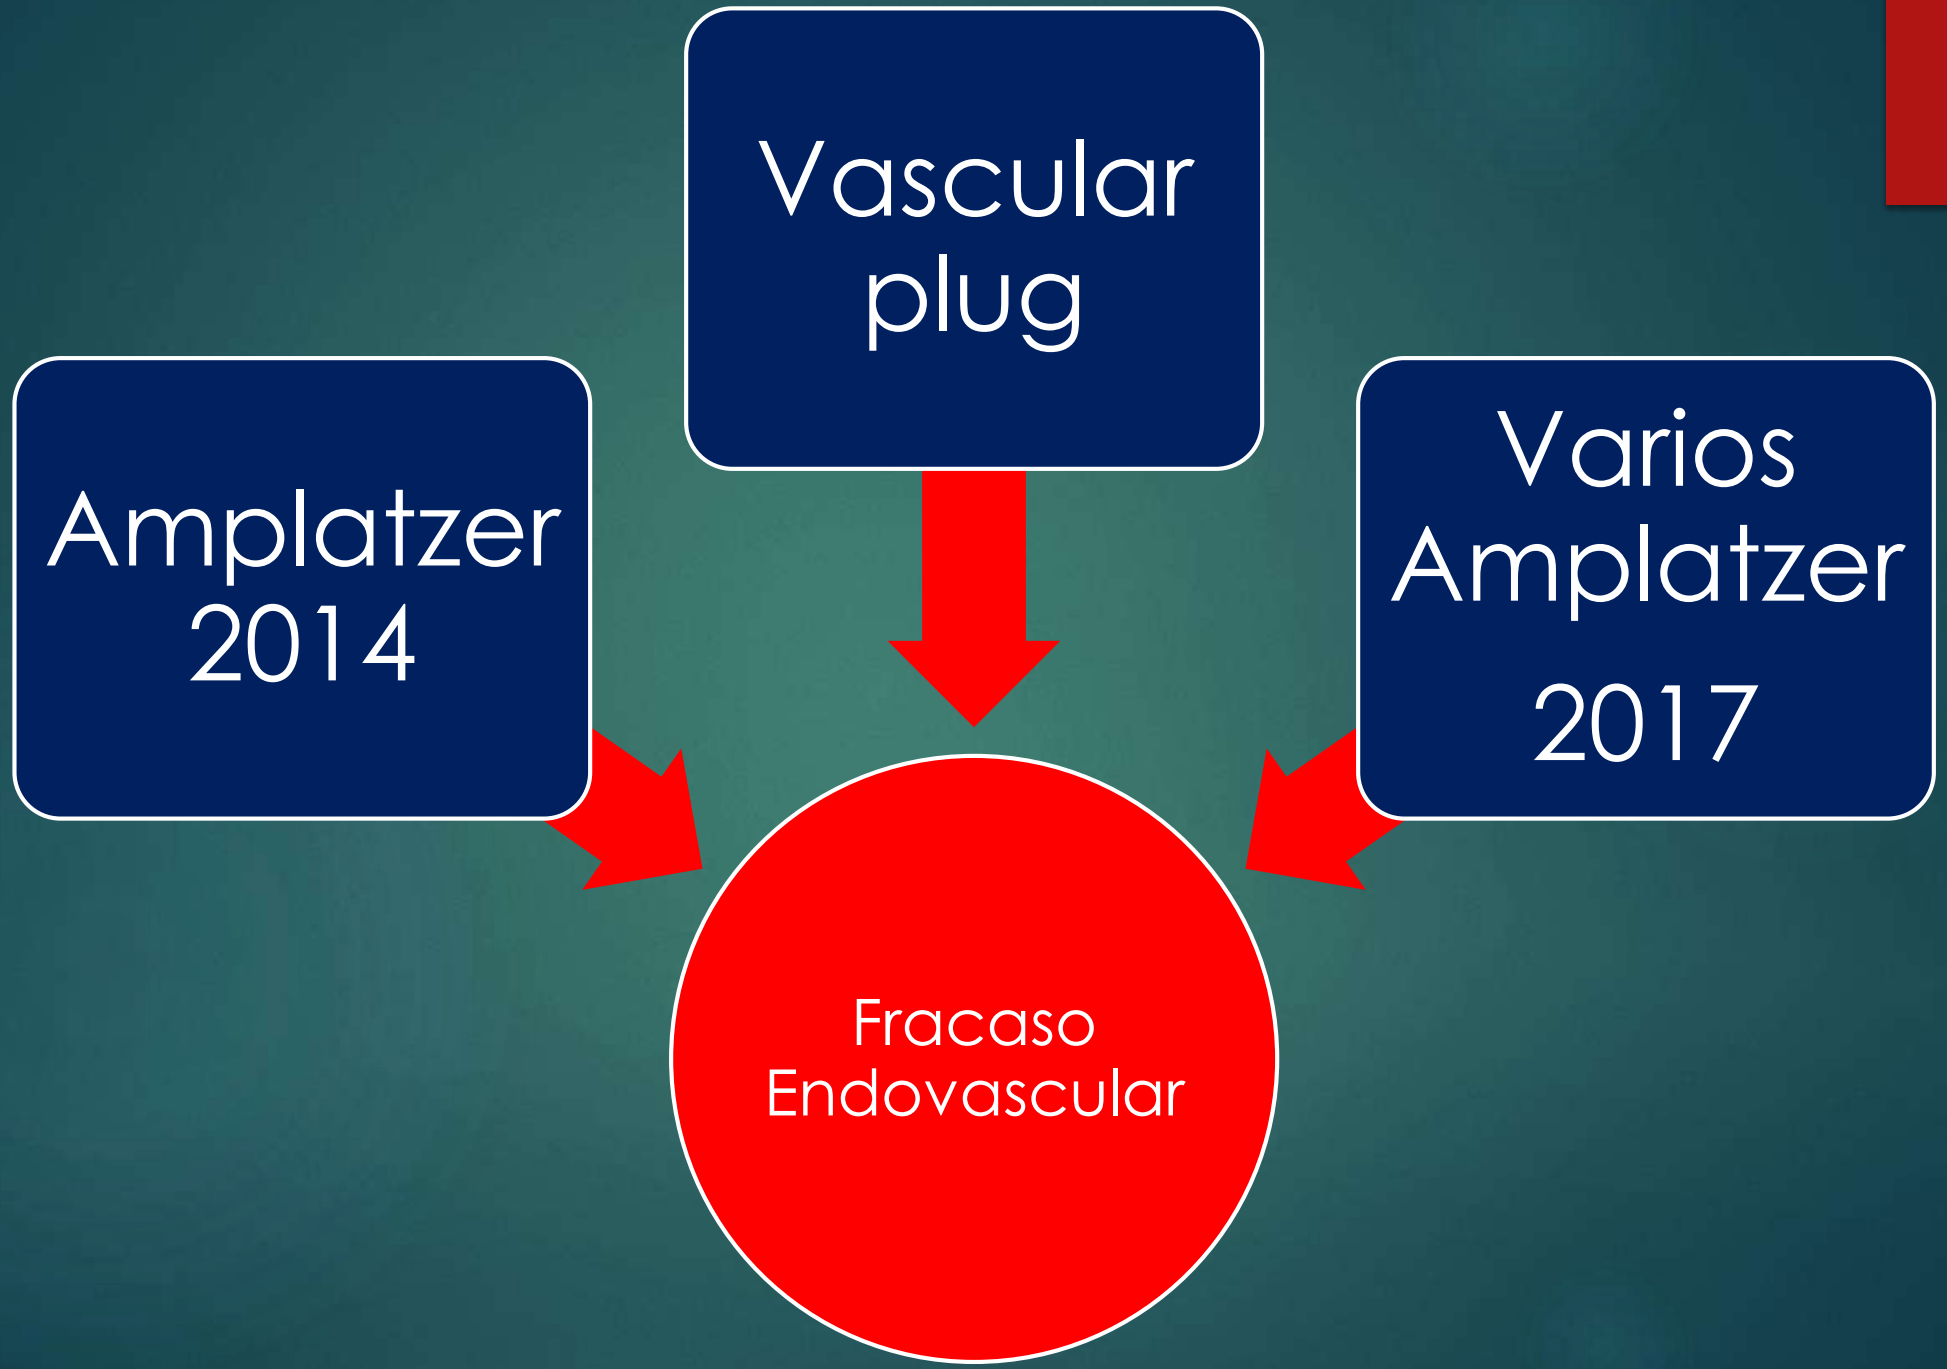 Vascular
plug
Amplatzer
2014
Varios
Amplatzer
2017
Fracaso
Endovascular